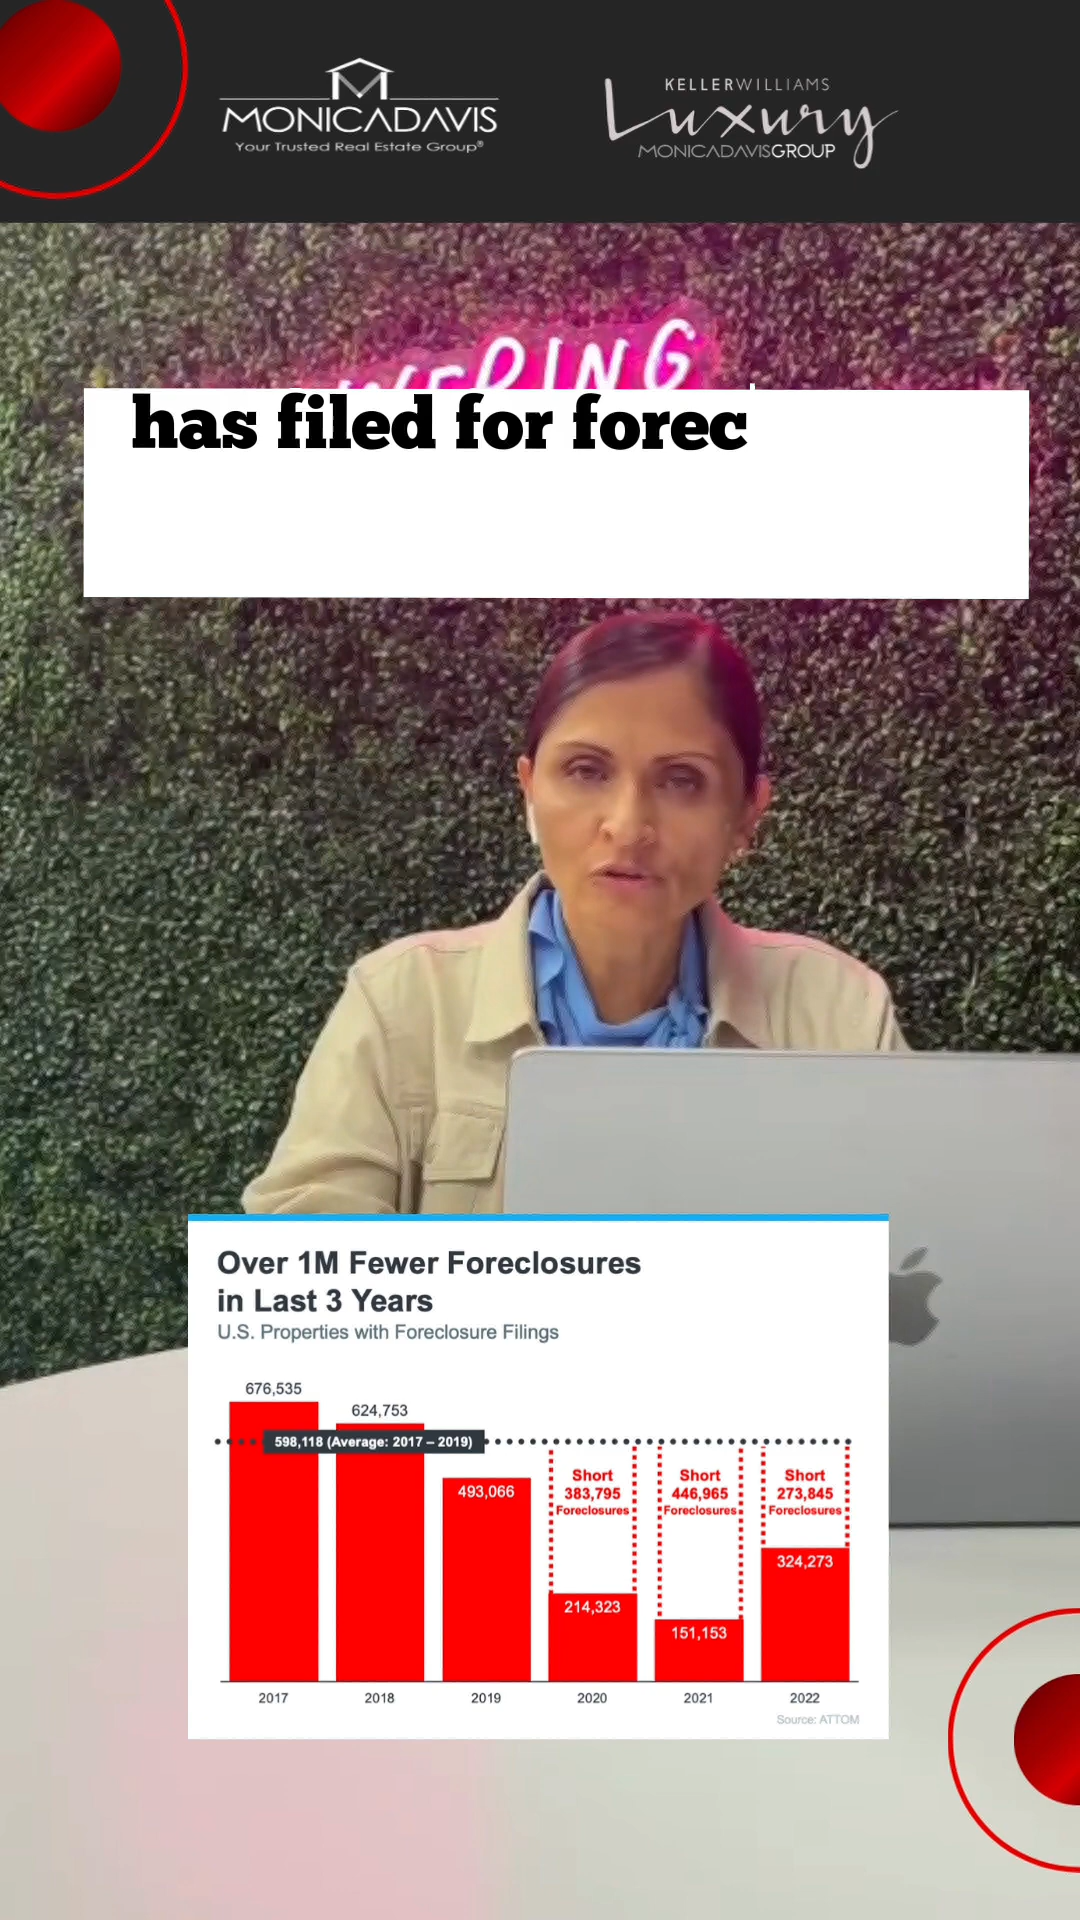 MONICADAVIS
Your Trusted Real Estate Group®
KELLERWILLIAMS
Luxury
MONICADAVISGROUP
has filed for forec
Over 1M Fewer Foreclosures
in Last 3 Years
U.S. Properties with Foreclosure Filings
676,535
624,753
598,118 (Average: 2017 – 2019)
493,066
Short
383,795
Foreclosures
Short
446,965
Foreclosures
Short
273,845
Foreclosures
214,323
151,153
324,273
2017 2018 2019 2020 2021 2022
Source: ATTOM